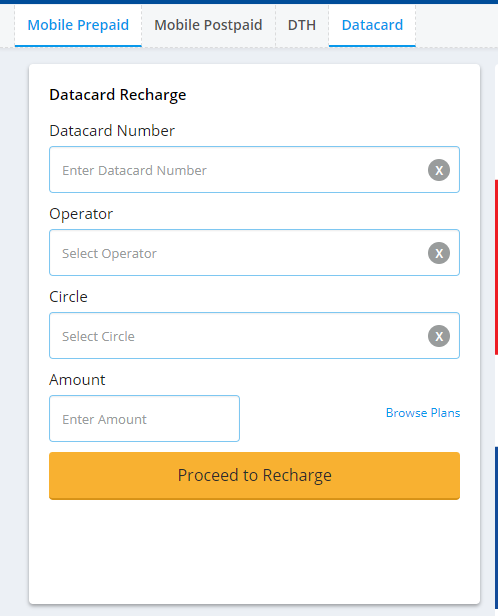 Mobile Prepaid Mobile Postpaid DTH Datacard
Datacard Recharge
Datacard Number
Enter Datacard Number X
Operator
Select Operator X
Circle
Select Circle X
Amount
Enter Amount Browse Plans
Proceed to Recharge